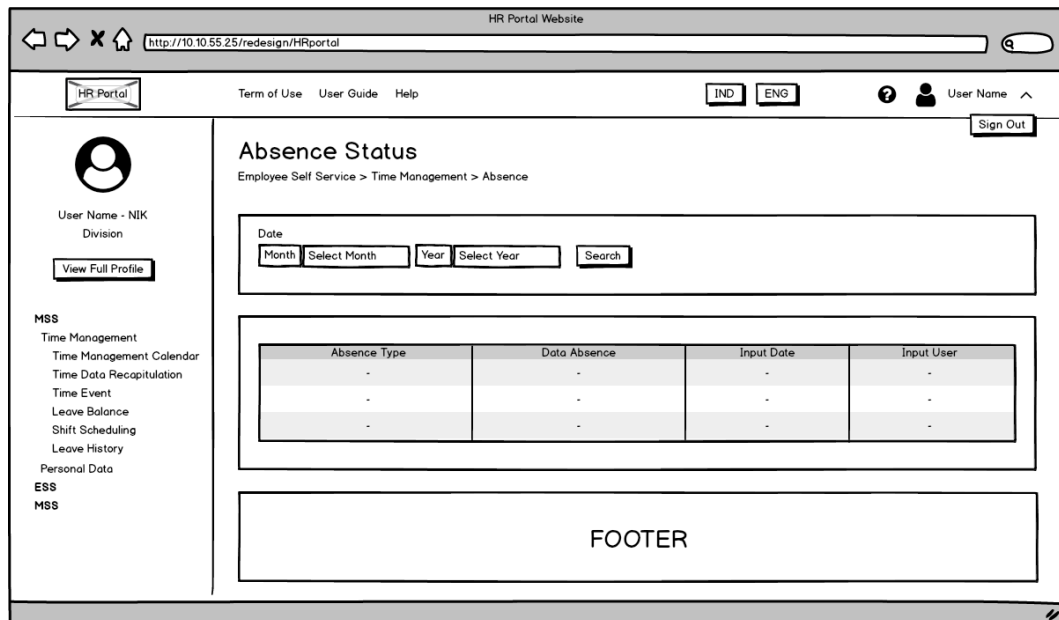 HR Portal Website
http://10.10.55.25/redesign/HRportal
HR Portal
Term of Use User Guide Help
IND ENG
? User Name
Sign Out
User Name - NIK
Division
View Full Profile
MSS
Time Management
Time Management Calendar
Time Data Recapitulation
Time Event
Leave Balance
Shift Scheduling
Leave History
Personal Data
ESS
MSS
Absence Status
Employee Self Service > Time Management > Absence
Date
Month Select Month Year Select Year Search
Absence Type Data Absence Input Date Input User
- - - -
- - - -
- - - -
FOOTER